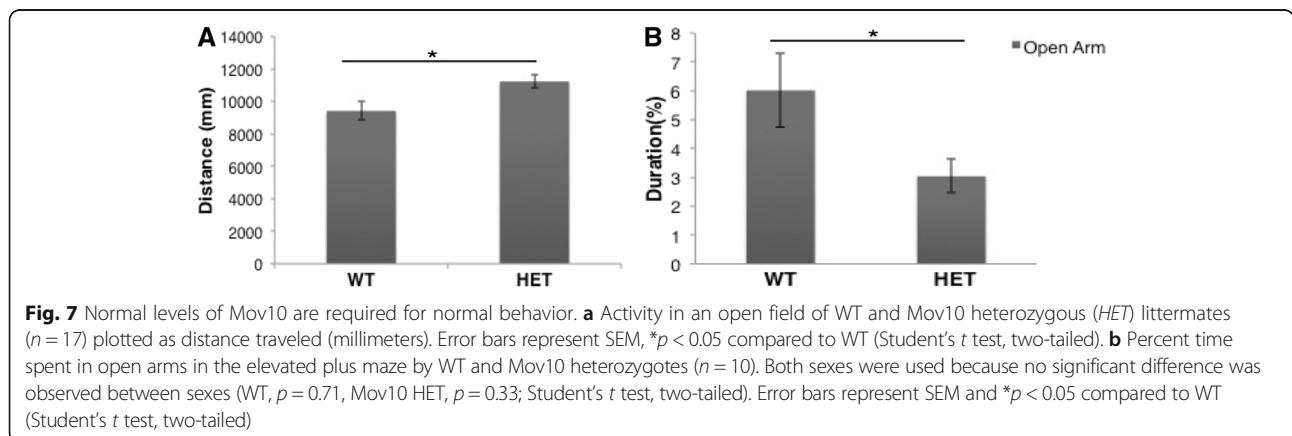 A
14000
12000
10000
8000
6000
4000
2000
0
Distance (mm)
*
WT HET
B
8
7
6
5
4
3
2
1
0
Duration(%)
*
Open Arm
WT HET
Fig. 7 Normal levels of Mov10 are required for normal behavior. a Activity in an open field of WT and Mov10 heterozygous (HET) littermates
(n = 17) plotted as distance traveled (millimeters). Error bars represent SEM, *p < 0.05 compared to WT (Student's t test, two-tailed). b Percent time
spent in open arms in the elevated plus maze by WT and Mov10 heterozygotes (n = 10). Both sexes were used because no significant difference was
observed between sexes (WT, p = 0.71, Mov10 HET, p = 0.33; Student's t test, two-tailed). Error bars represent SEM and *p < 0.05 compared to WT
(Student's t test, two-tailed)